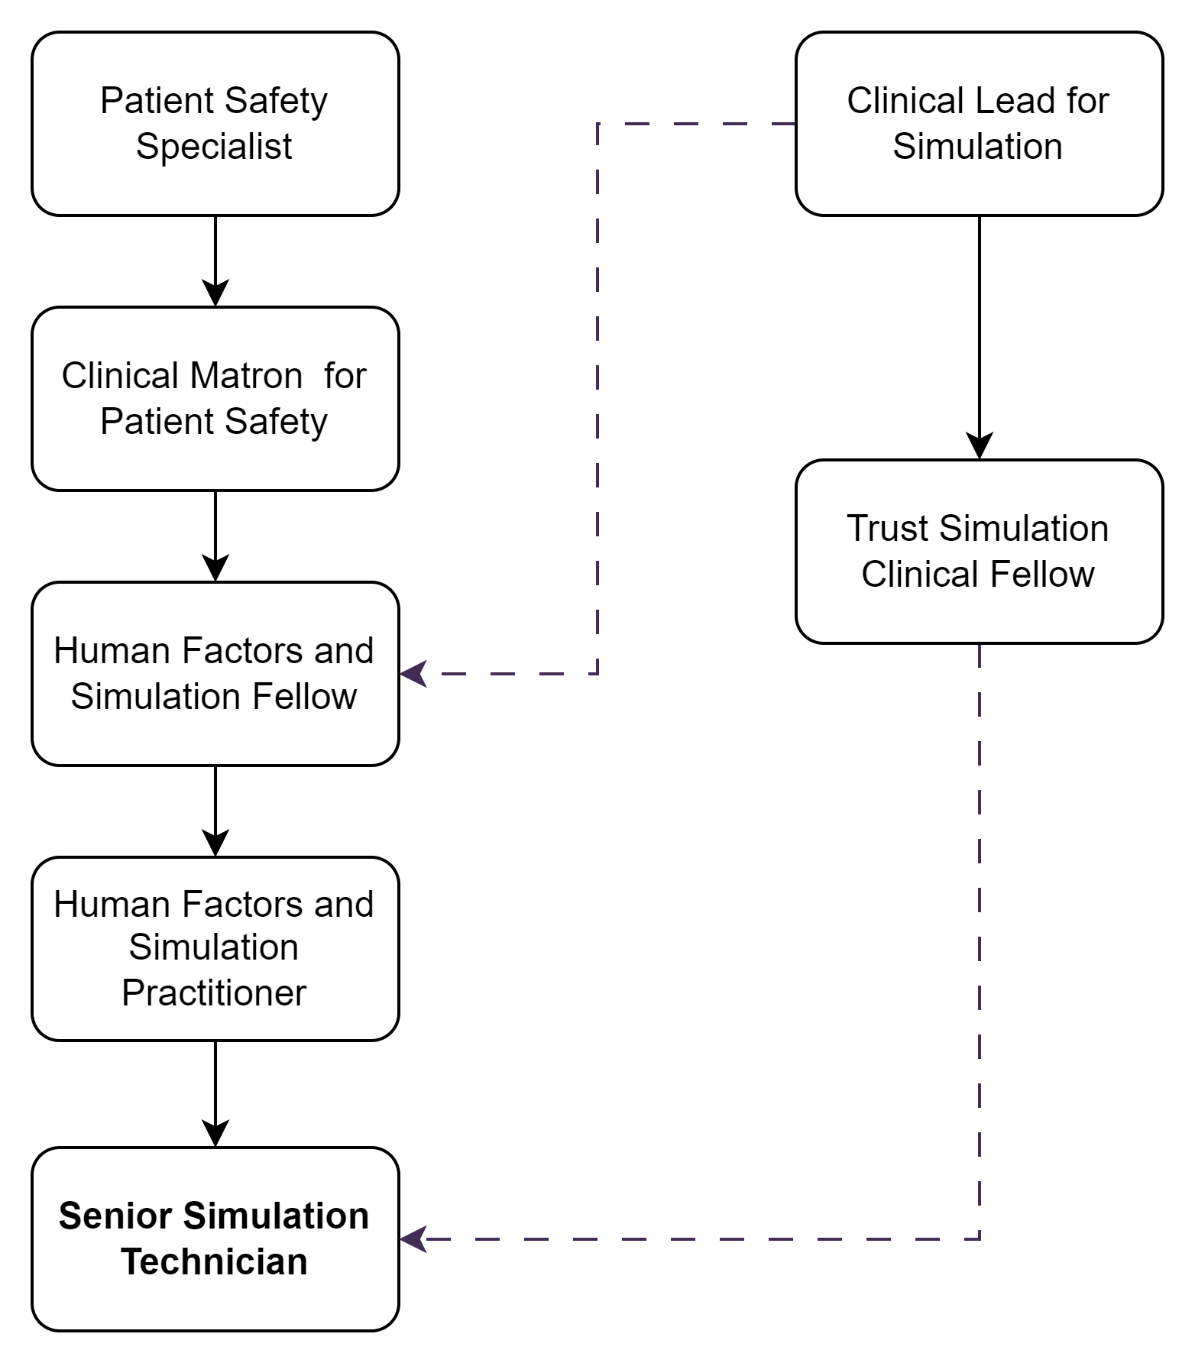 Patient Safety
Specialist
Clinical Lead for
Simulation
Clinical Matron  for
Patient Safety
Trust Simulation
Clinical Fellow
Human Factors and
Simulation Fellow
Human Factors and
Simulation
Practitioner
Senior Simulation
Technician